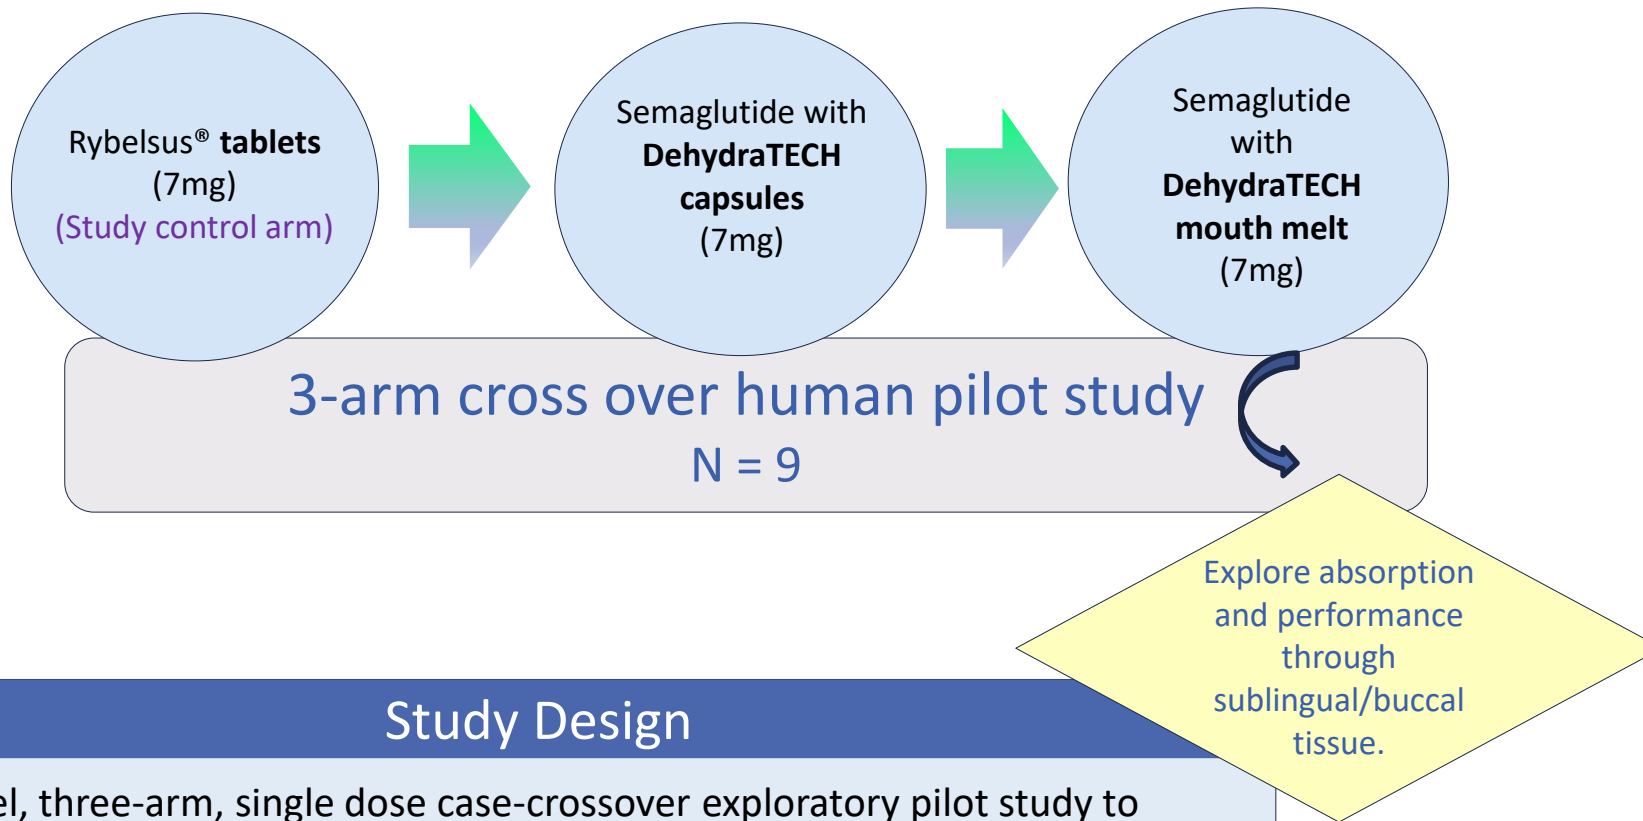 Rybelsus® tablets
(7mg)
(Study control arm)
Semaglutide with
DehydraTECH
capsules
(7mg)
Semaglutide
with
DehydraTECH
mouth melt
(7mg)
3-arm cross over human pilot study
N = 9
Explore absorption
and performance
through
sublingual/buccal
tissue.
Study Design
el, three-arm, single dose case-crossover exploratory pilot study to